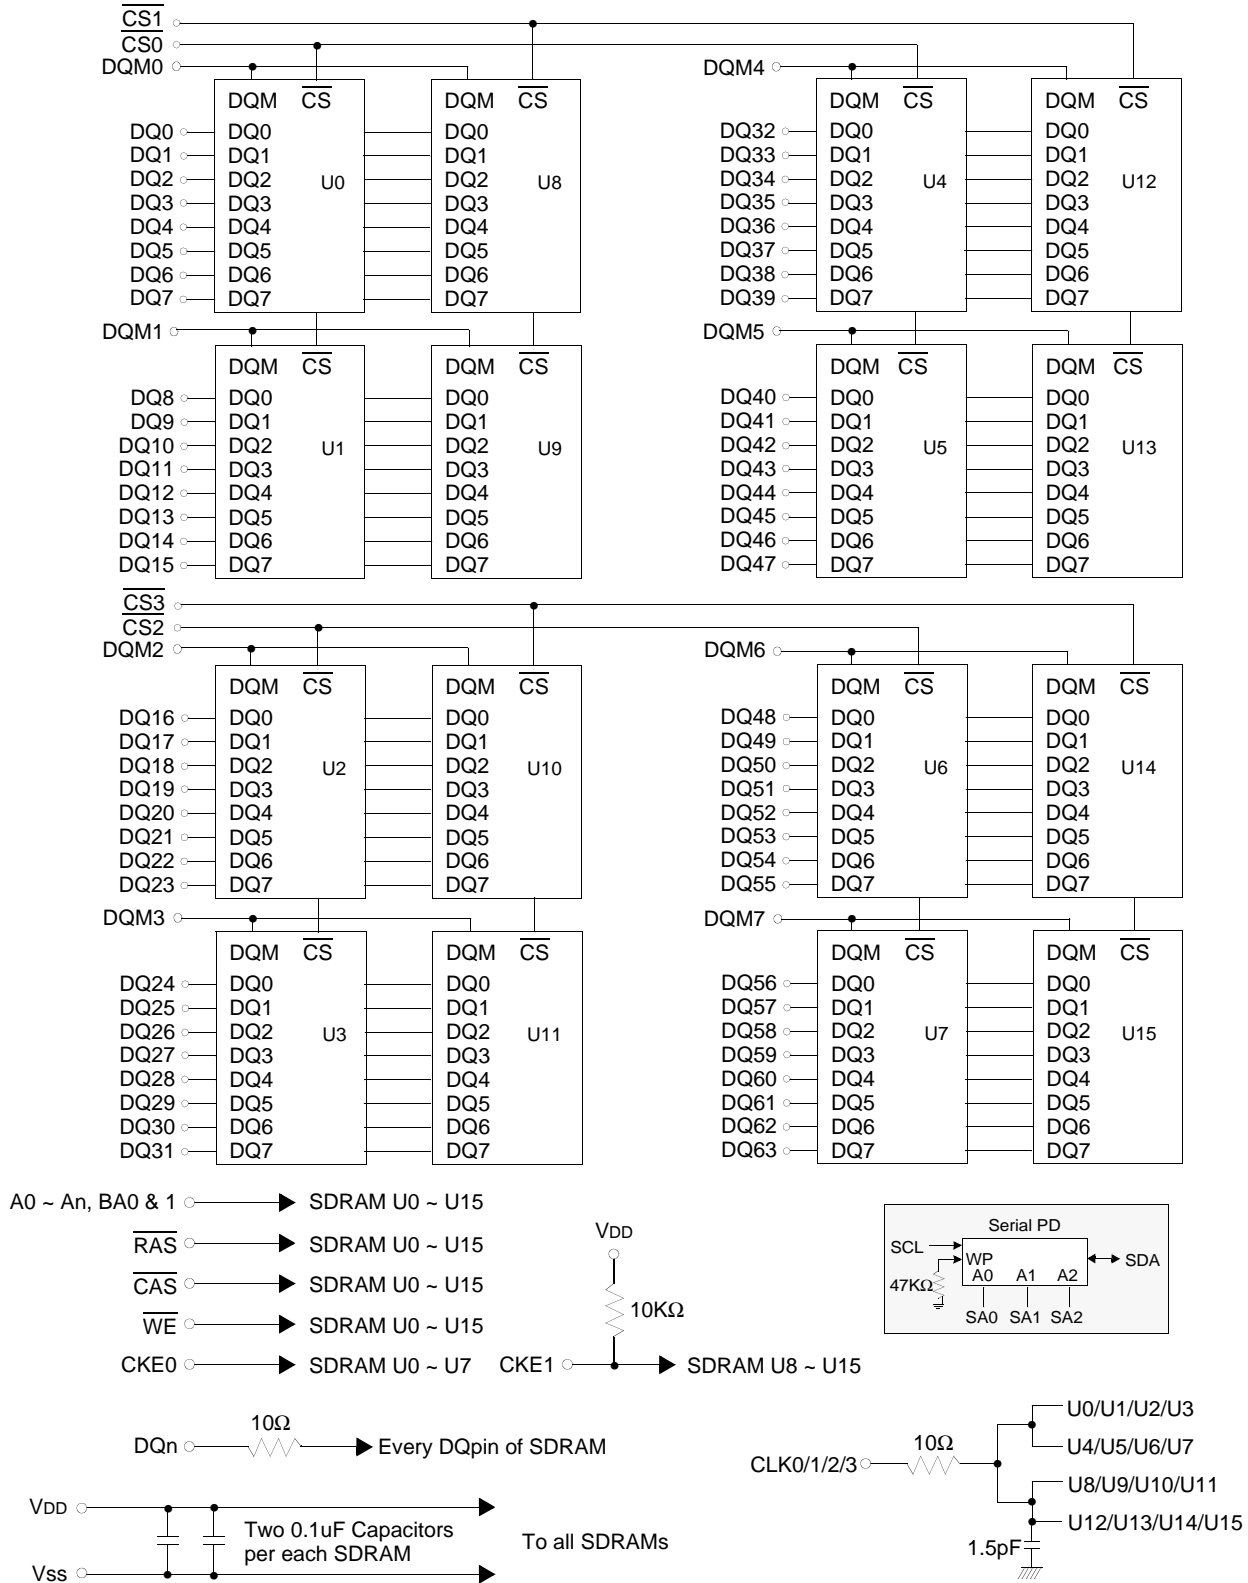 CS1
CS0
DQM0
DQM4
DQM CS
DQM CS
DQM CS
DQM CS
DQ0 DQ0 DQ0 DQ32 DQ0 DQ0
DQ1 DQ1 DQ1 DQ33 DQ1 DQ1
DQ2 DQ2 U0 DQ2 U8 DQ34 DQ2 U4 DQ2 U12
DQ3 DQ3 DQ3 DQ35 DQ3 DQ3
DQ4 DQ4 DQ4 DQ36 DQ4 DQ4
DQ5 DQ5 DQ5 DQ37 DQ5 DQ5
DQ6 DQ6 DQ6 DQ38 DQ6 DQ6
DQ7 DQ7 DQ7 DQ39 DQ7 DQ7
DQM1
DQM5
DQM CS
DQM CS
DQM CS
DQM CS
DQ8 DQ0 DQ0 DQ40 DQ0 DQ0
DQ9 DQ1 DQ1 DQ41 DQ1 DQ1
DQ10 DQ2 U1 DQ2 U9 DQ42 DQ2 U5 DQ2 U13
DQ11 DQ3 DQ3 DQ43 DQ3 DQ3
DQ12 DQ4 DQ4 DQ44 DQ4 DQ4
DQ13 DQ5 DQ5 DQ45 DQ5 DQ5
DQ14 DQ6 DQ6 DQ46 DQ6 DQ6
DQ15 DQ7 DQ7 DQ47 DQ7 DQ7
CS3
CS2
DQM2
DQM6
DQM CS
DQM CS
DQM CS
DQM CS
DQ16 DQ0 DQ0 DQ48 DQ0 DQ0
DQ17 DQ1 DQ1 DQ49 DQ1 DQ1
DQ18 DQ2 U2 DQ2 U10 DQ50 DQ2 U6 DQ2 U14
DQ19 DQ3 DQ3 DQ51 DQ3 DQ3
DQ20 DQ4 DQ4 DQ52 DQ4 DQ4
DQ21 DQ5 DQ5 DQ53 DQ5 DQ5
DQ22 DQ6 DQ6 DQ54 DQ6 DQ6
DQ23 DQ7 DQ7 DQ55 DQ7 DQ7
DQM3
DQM7
DQM CS
DQM CS
DQM CS
DQM CS
DQ24 DQ0 DQ0 DQ56 DQ0 DQ0
DQ25 DQ1 DQ1 DQ57 DQ1 DQ1
DQ26 DQ2 U3 DQ2 U11 DQ58 DQ2 U7 DQ2 U15
DQ27 DQ3 DQ3 DQ59 DQ3 DQ3
DQ28 DQ4 DQ4 DQ60 DQ4 DQ4
DQ29 DQ5 DQ5 DQ61 DQ5 DQ5
DQ30 DQ6 DQ6 DQ62 DQ6 DQ6
DQ31 DQ7 DQ7 DQ63 DQ7 DQ7
A0 ~ An, BA0 & 1 SDRAM U0 ~ U15
RAS SDRAM U0 ~ U15
CAS SDRAM U0 ~ U15
WE SDRAM U0 ~ U15
CKE0 SDRAM U0 ~ U7
VDD
10KΩ
CKE1 SDRAM U8 ~ U15
Serial PD
SCL
WP
SDA
47KΩ
A0 A1 A2
SA0 SA1 SA2
10Ω
DQn Every DQpin of SDRAM
10Ω
CLK0/1/2/3
U0/U1/U2/U3
U4/U5/U6/U7
U8/U9/U10/U11
U12/U13/U14/U15
1.5pF
VDD
Two 0.1uF Capacitors
per each SDRAM
To all SDRAMs
Vss